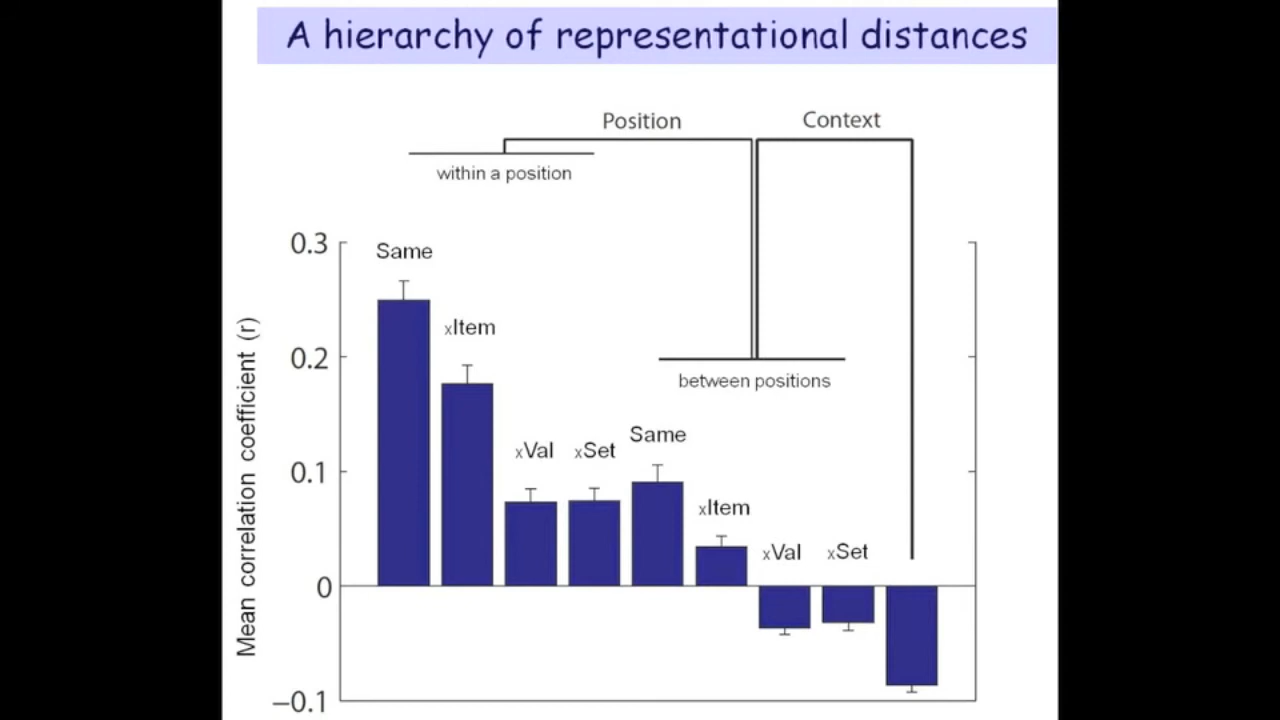 A hierarchy of representational distances
Position
Context
within a position
0.3
Same
xItem
0.2
between positions
Same
xVal
xSet
0.1
xItem
xVal
xSet
0
−0.1
Mean correlation coefficient (r)